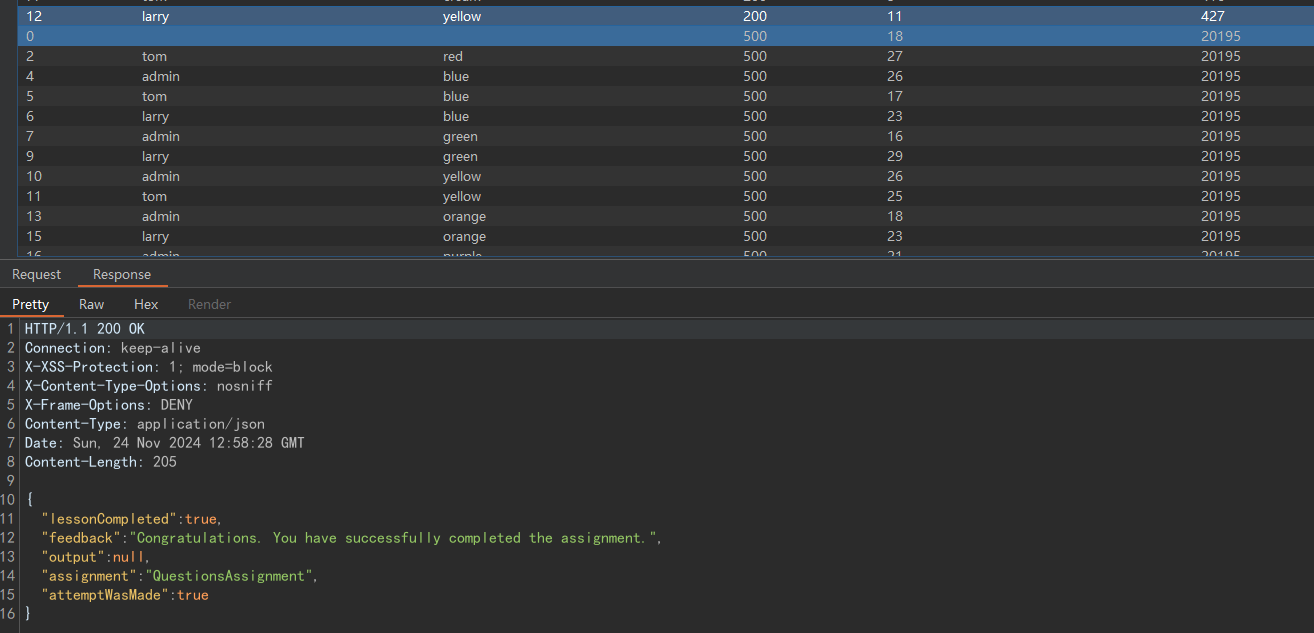 12 larry yellow 200 11 427
0 500 18 20195
2 tom red 500 27 20195
4 admin blue 500 26 20195
5 tom blue 500 17 20195
6 larry blue 500 23 20195
7 admin green 500 16 20195
9 larry green 500 29 20195
10 admin yellow 500 26 20195
11 tom yellow 500 25 20195
13 admin orange 500 18 20195
15 larry orange 500 23 20195
16 admin purple 500 21 20195
Request Response
Pretty Raw Hex Render
1 HTTP/1.1 200 OK
2 Connection: keep-alive
3 X-XSS-Protection: 1; mode=block
4 X-Content-Type-Options: nosniff
5 X-Frame-Options: DENY
6 Content-Type: application/json
7 Date: Sun, 24 Nov 2024 12:58:28 GMT
8 Content-Length: 205
9
10 {
11 "lessonCompleted":true,
12 "feedback":"Congratulations. You have successfully completed the assignment.",
13 "output":null,
14 "assignment":"QuestionsAssignment",
15 "attemptWasMade":true
16 }